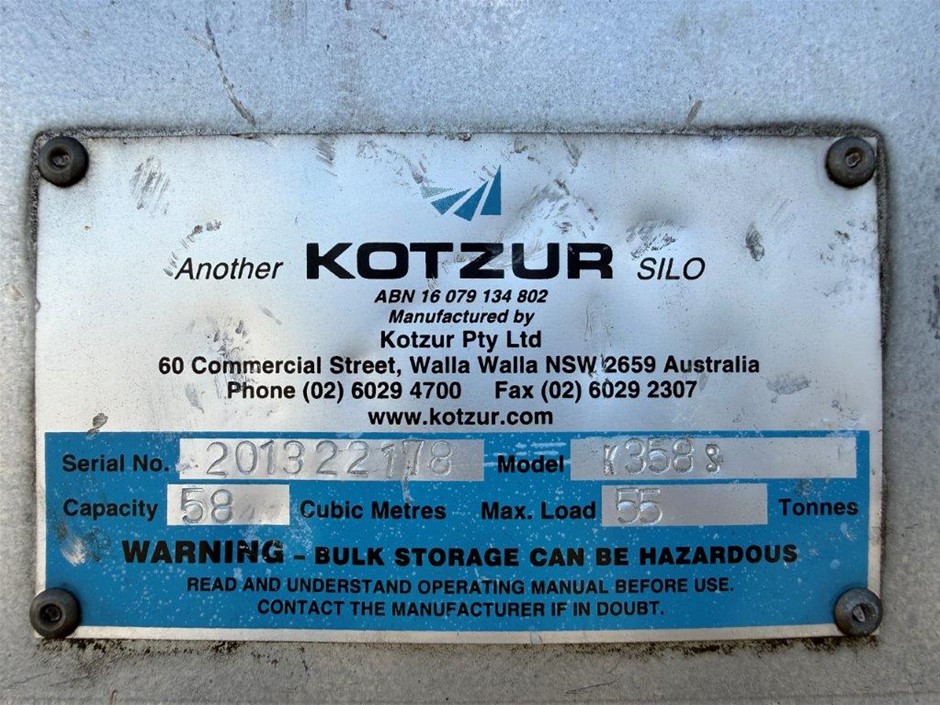 Another KOTZUR SILO
ABN 16 079 134 802
Manufactured by
Kotzur Pty Ltd
60 Commercial Street, Walla Walla NSW 2659 Australia
Phone (02) 6029 4700 Fax (02) 6029 2307
www.kotzur.com
Serial No. 201322178 Model
Capacity 58 Cubic Metres Max. Load 55 Tonnes
WARNING - BULK STORAGE CAN BE HAZARDOUS
READ AND UNDERSTAND OPERATING MANUAL BEFORE USE.
CONTACT THE MANUFACTURER IF IN DOUBT.